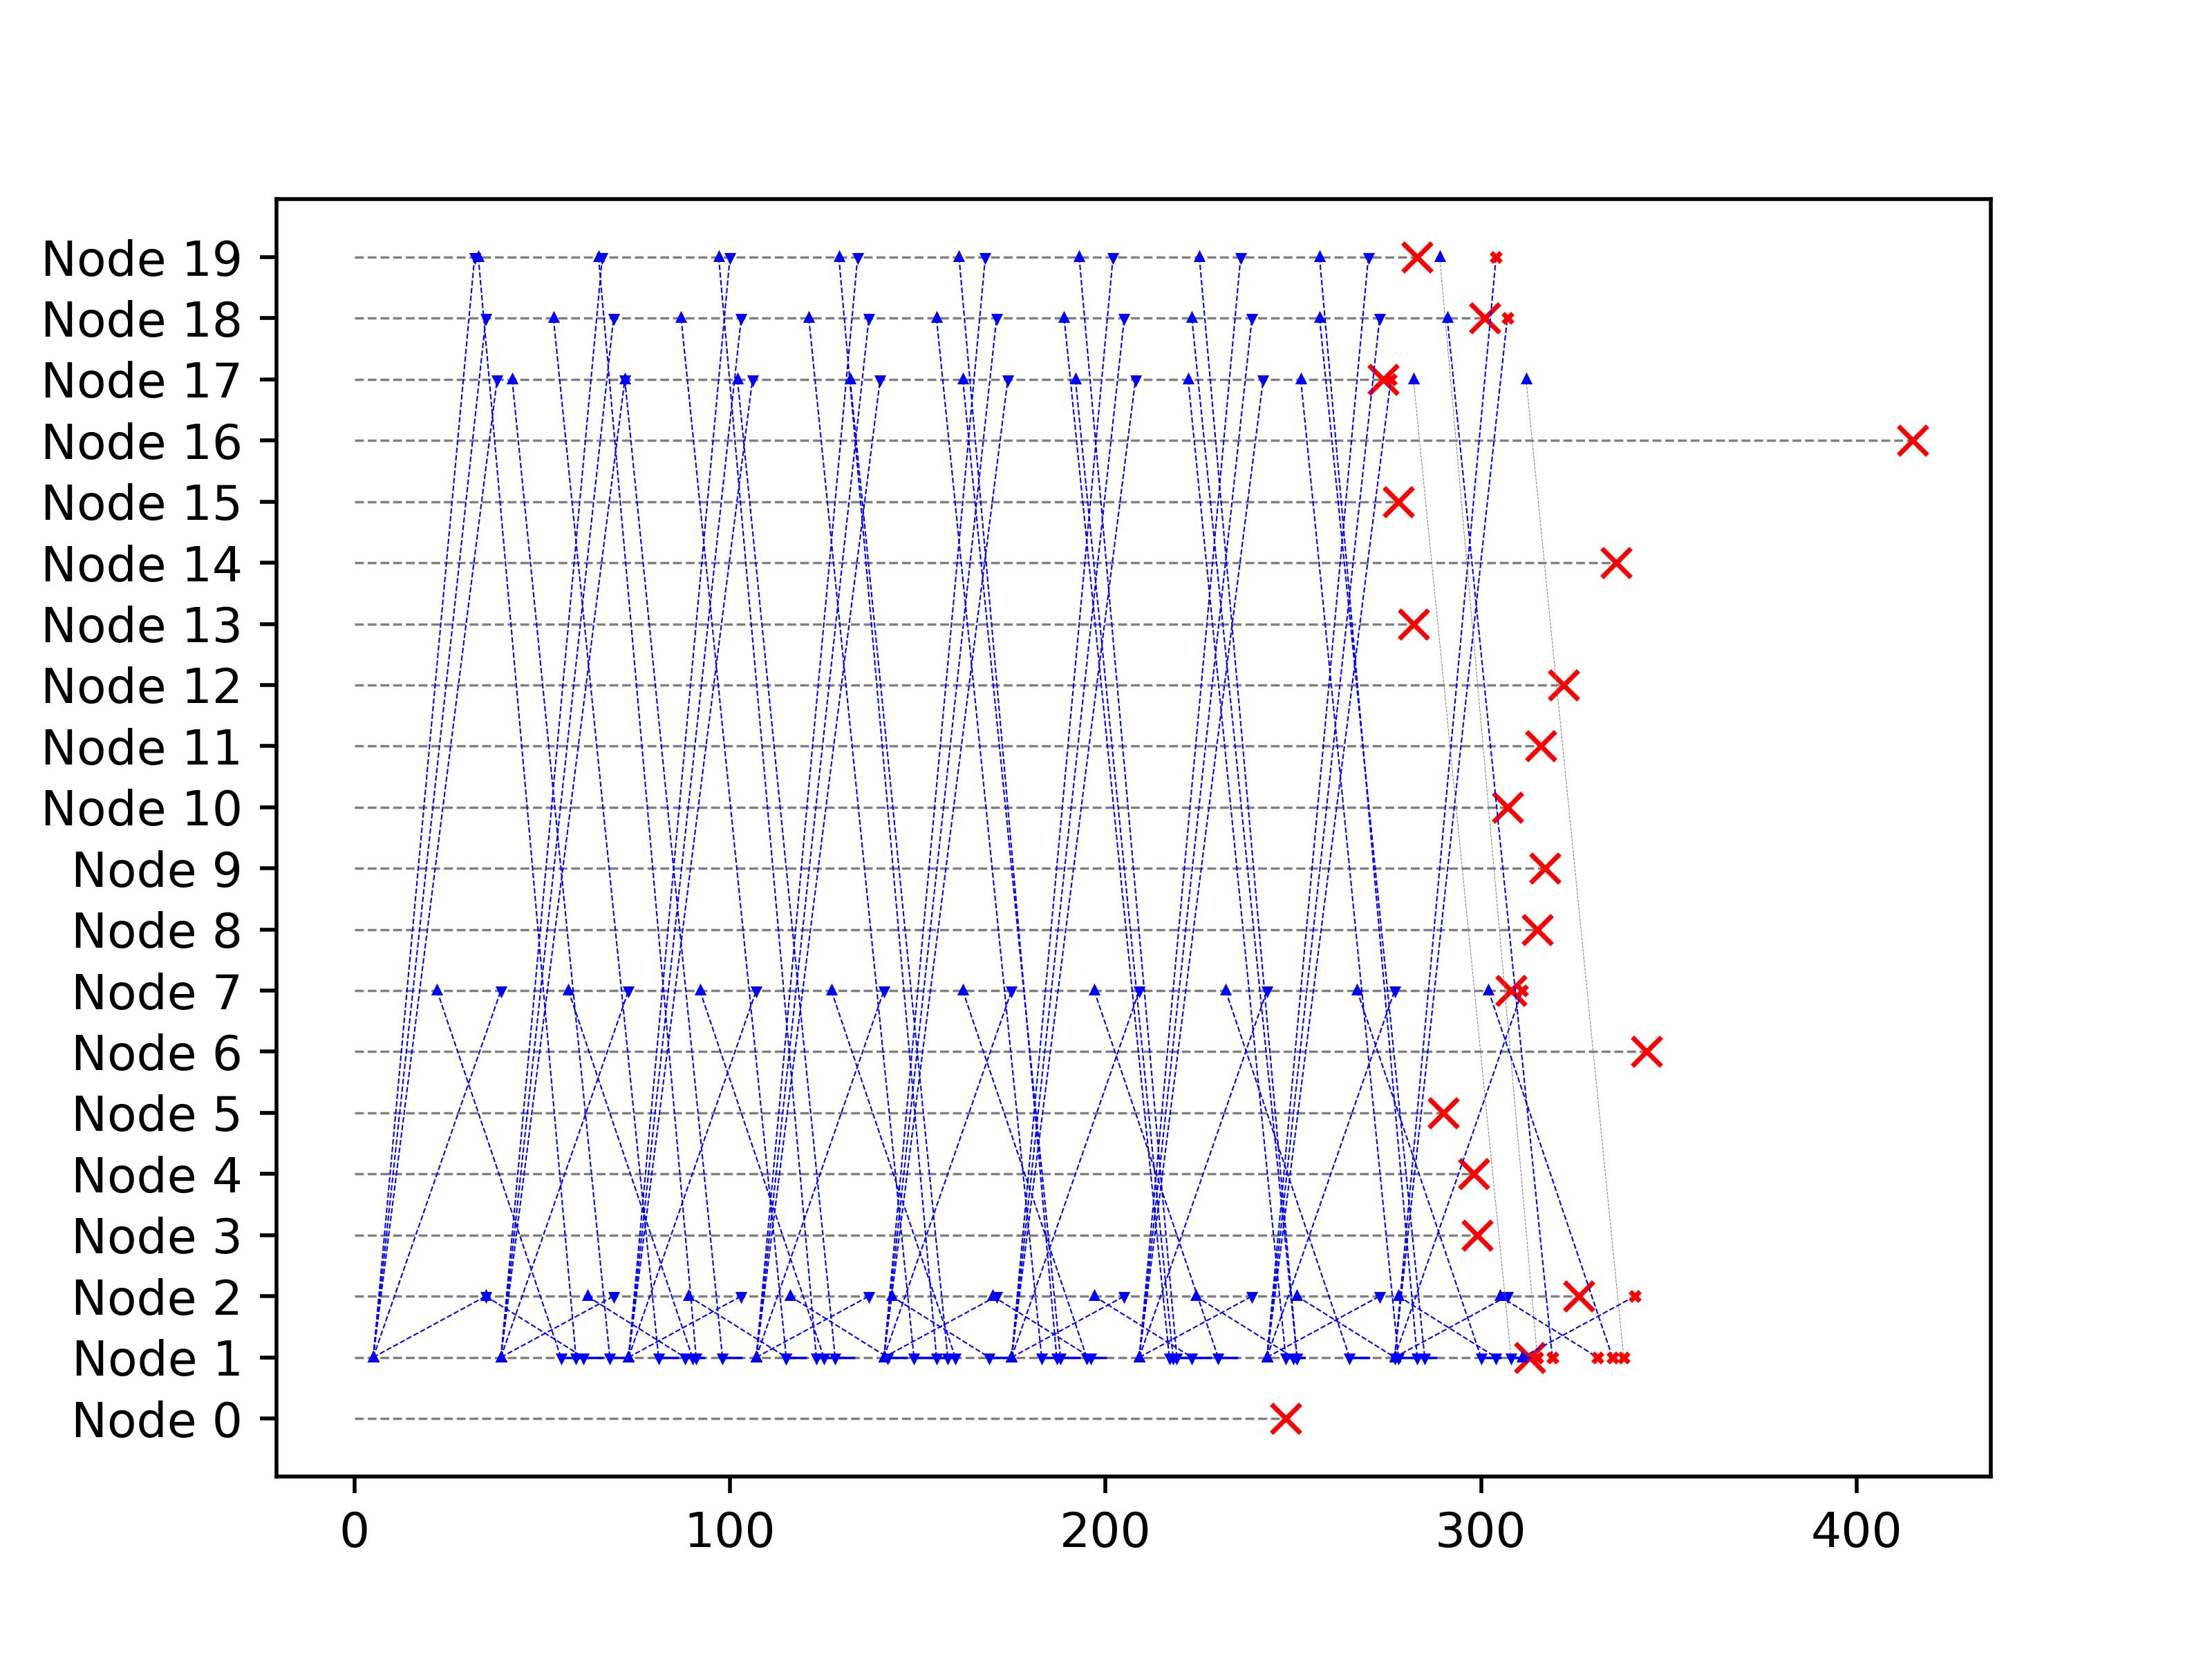 Node 19
Node 18
Node 17
Node 16
Node 15
Node 14
Node 13
Node 12
Node 11
Node 10
Node 9
Node 8
Node 7
Node 6
Node 5
Node 4
Node 3
Node 2
Node 1
Node 0
0 100 200 300 400